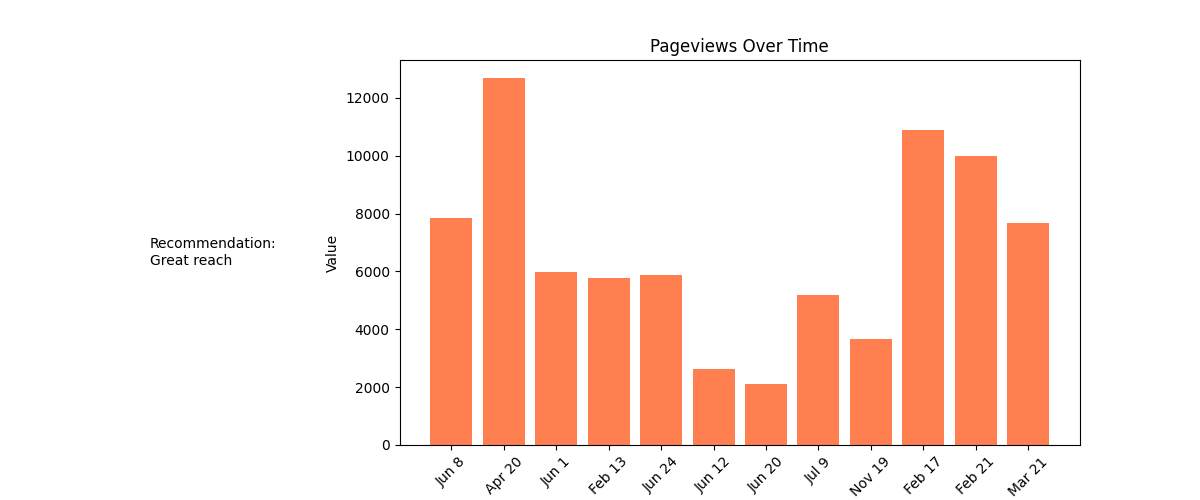 Pageviews Over Time
Recommendation:
Great reach
Value
12000
10000
8000
6000
4000
2000
0
Jun 8
Apr 20
Jun 1
Feb 13
Jun 24
Jun 12
Jun 20
Jul 9
Nov 19
Feb 17
Feb 21
Mar 21